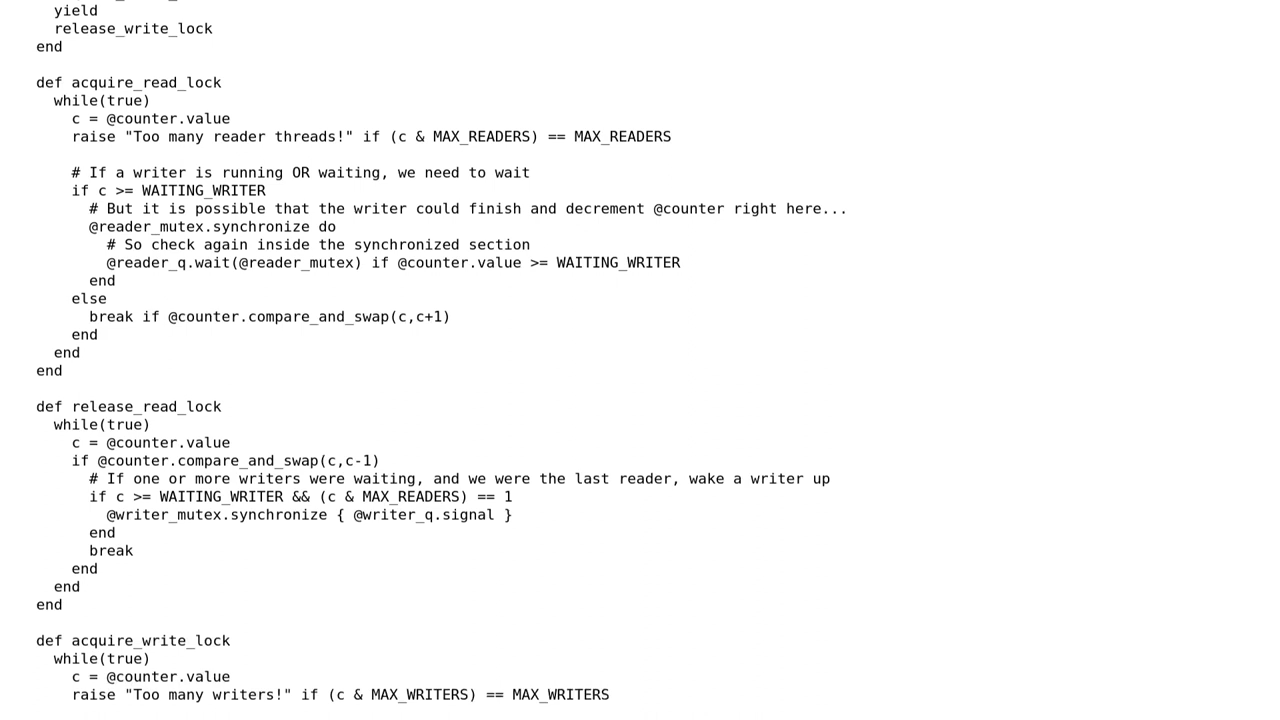 yield
release_write_lock
end
def acquire_read_lock
while(true)
c = @counter.value
raise "Too many reader threads!" if (c & MAX_READERS) == MAX_READERS
# If a writer is running OR waiting, we need to wait
if c >= WAITING_WRITER
# But it is possible that the writer could finish and decrement @counter right here...
@reader_mutex.synchronize do
# So check again inside the synchronized section
@reader_q.wait(@reader_mutex) if @counter.value >= WAITING_WRITER
end
else
break if @counter.compare_and_swap(c,c+1)
end
end
end
def release_read_lock
while(true)
c = @counter.value
if @counter.compare_and_swap(c,c-1)
# If one or more writers were waiting, and we were the last reader, wake a writer up
if c >= WAITING_WRITER && (c & MAX_READERS) == 1
@writer_mutex.synchronize { @writer_q.signal }
end
break
end
end
end
def acquire_write_lock
while(true)
c = @counter.value
raise "Too many writers!" if (c & MAX_WRITERS) == MAX_WRITERS